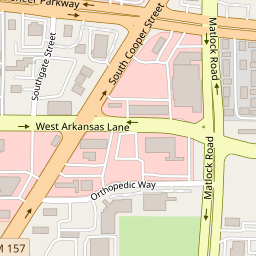 Parkway
Southgate Street
South Cooper Street
Matlock Road
West Arkansas Lane
Matlock Road
Orthopedic Way
M 157